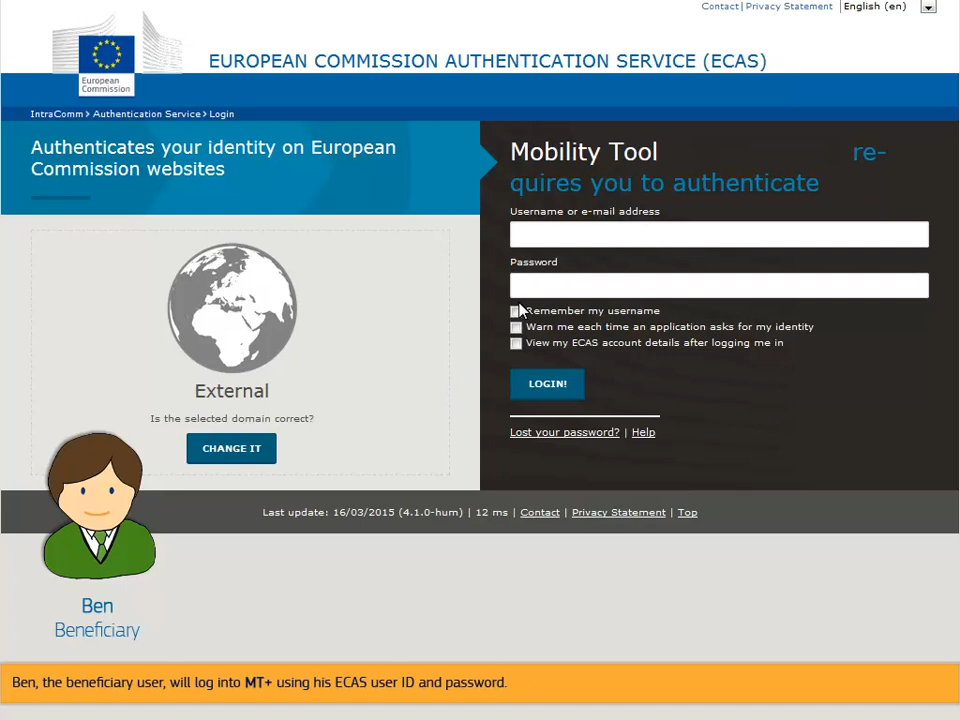 Contact | Privacy Statement | English (en)
European
Commission
EUROPEAN COMMISSION AUTHENTICATION SERVICE (ECAS)
IntraComm > Authentication Service > Login
Authenticates your identity on European
Commission websites
External
Is the selected domain correct?
CHANGE IT
Mobility Tool re-
quires you to authenticate
Username or e-mail address
Password
Remember my username
Warn me each time an application asks for my identity
View my ECAS account details after logging me in
LOGIN!
Lost your password? | Help
Last update: 16/03/2015 (4.1.0-hum) | 12 ms | Contact | Privacy Statement | Top
Ben
Beneficiary
Ben, the beneficiary user, will log into MT+ using his ECAS user ID and password.